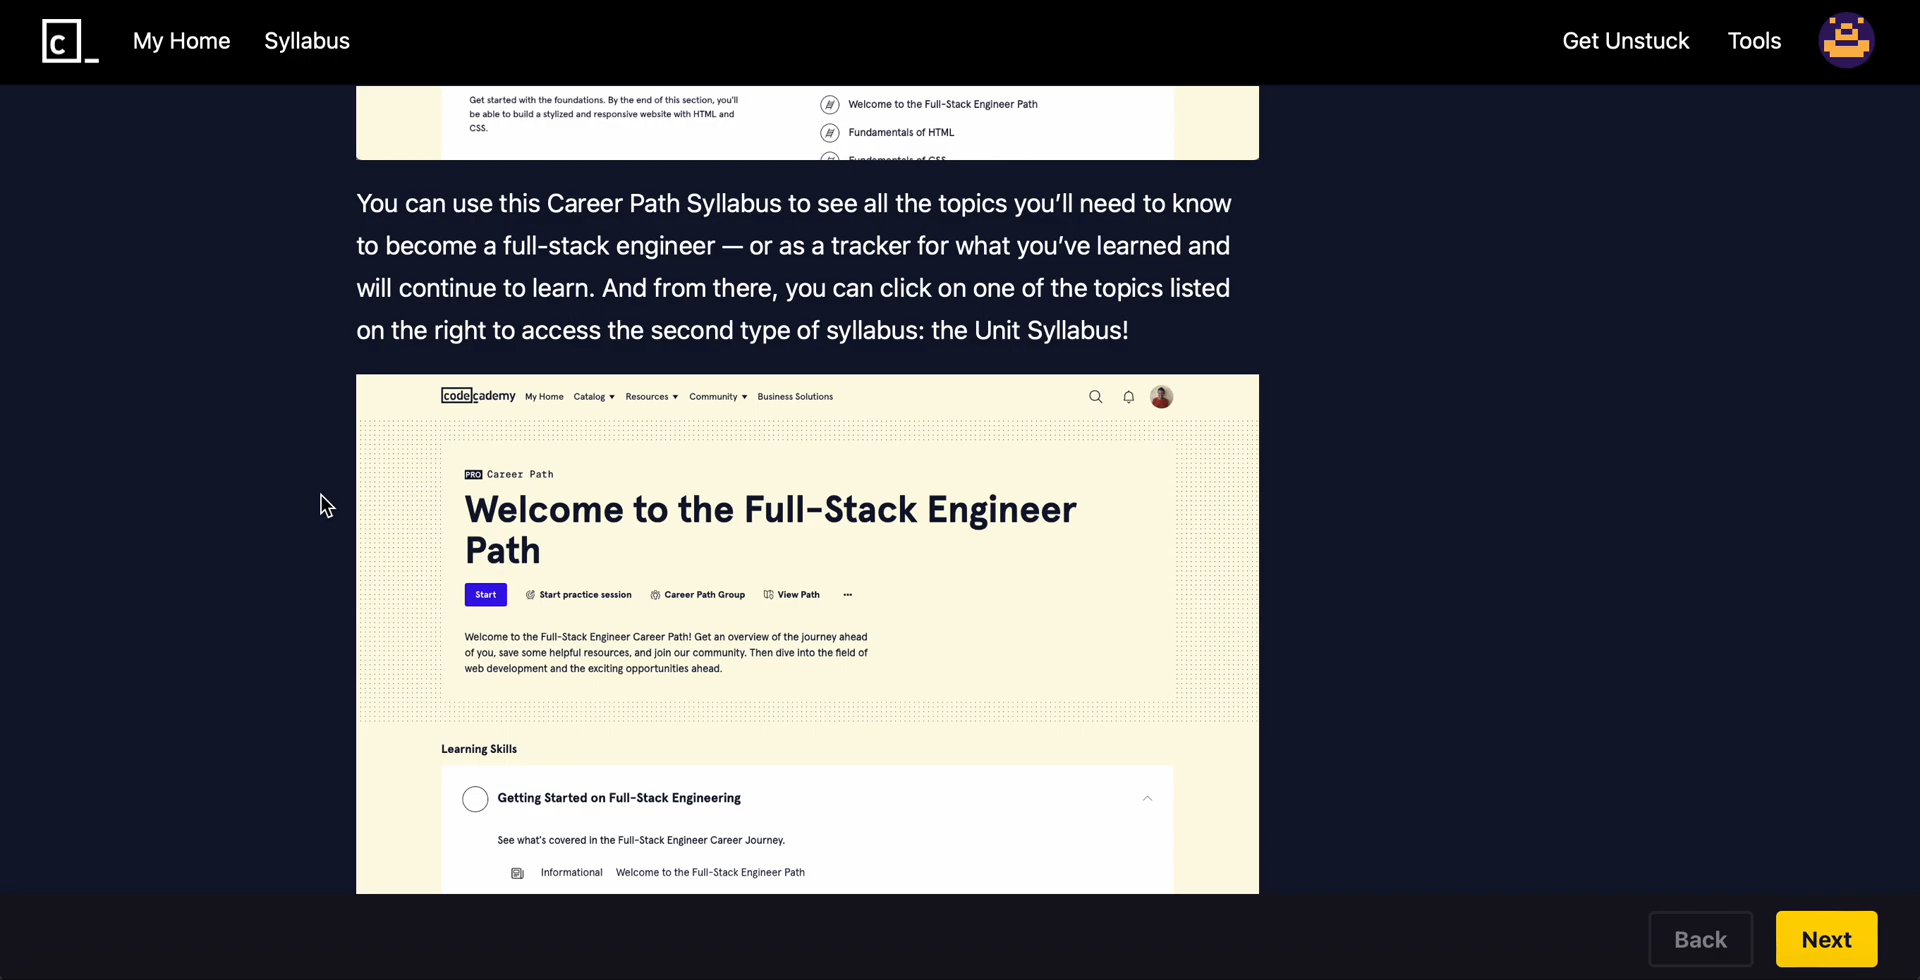 C_
My Home
Syllabus
Get Unstuck
Tools
Get started with the foundations. By the end of this section, you'll
be able to build a stylized and responsive website with HTML and
CSS.
Welcome to the Full-Stack Engineer Path
Fundamentals of HTML
Fundamentals of CSS
You can use this Career Path Syllabus to see all the topics you’ll need to know
to become a full-stack engineer — or as a tracker for what you’ve learned and
will continue to learn. And from there, you can click on one of the topics listed
on the right to access the second type of syllabus: the Unit Syllabus!
codecademy My Home Catalog Resources Community Business Solutions
PRO Career Path
Welcome to the Full-Stack Engineer
Path
Start
Start practice session
Career Path Group
View Path
Welcome to the Full-Stack Engineer Career Path! Get an overview of the journey ahead
of you, save some helpful resources, and join our community. Then dive into the field of
web development and the exciting opportunities ahead.
Learning Skills
Getting Started on Full-Stack Engineering
See what's covered in the Full-Stack Engineer Career Journey.
Informational Welcome to the Full-Stack Engineer Path
Back
Next